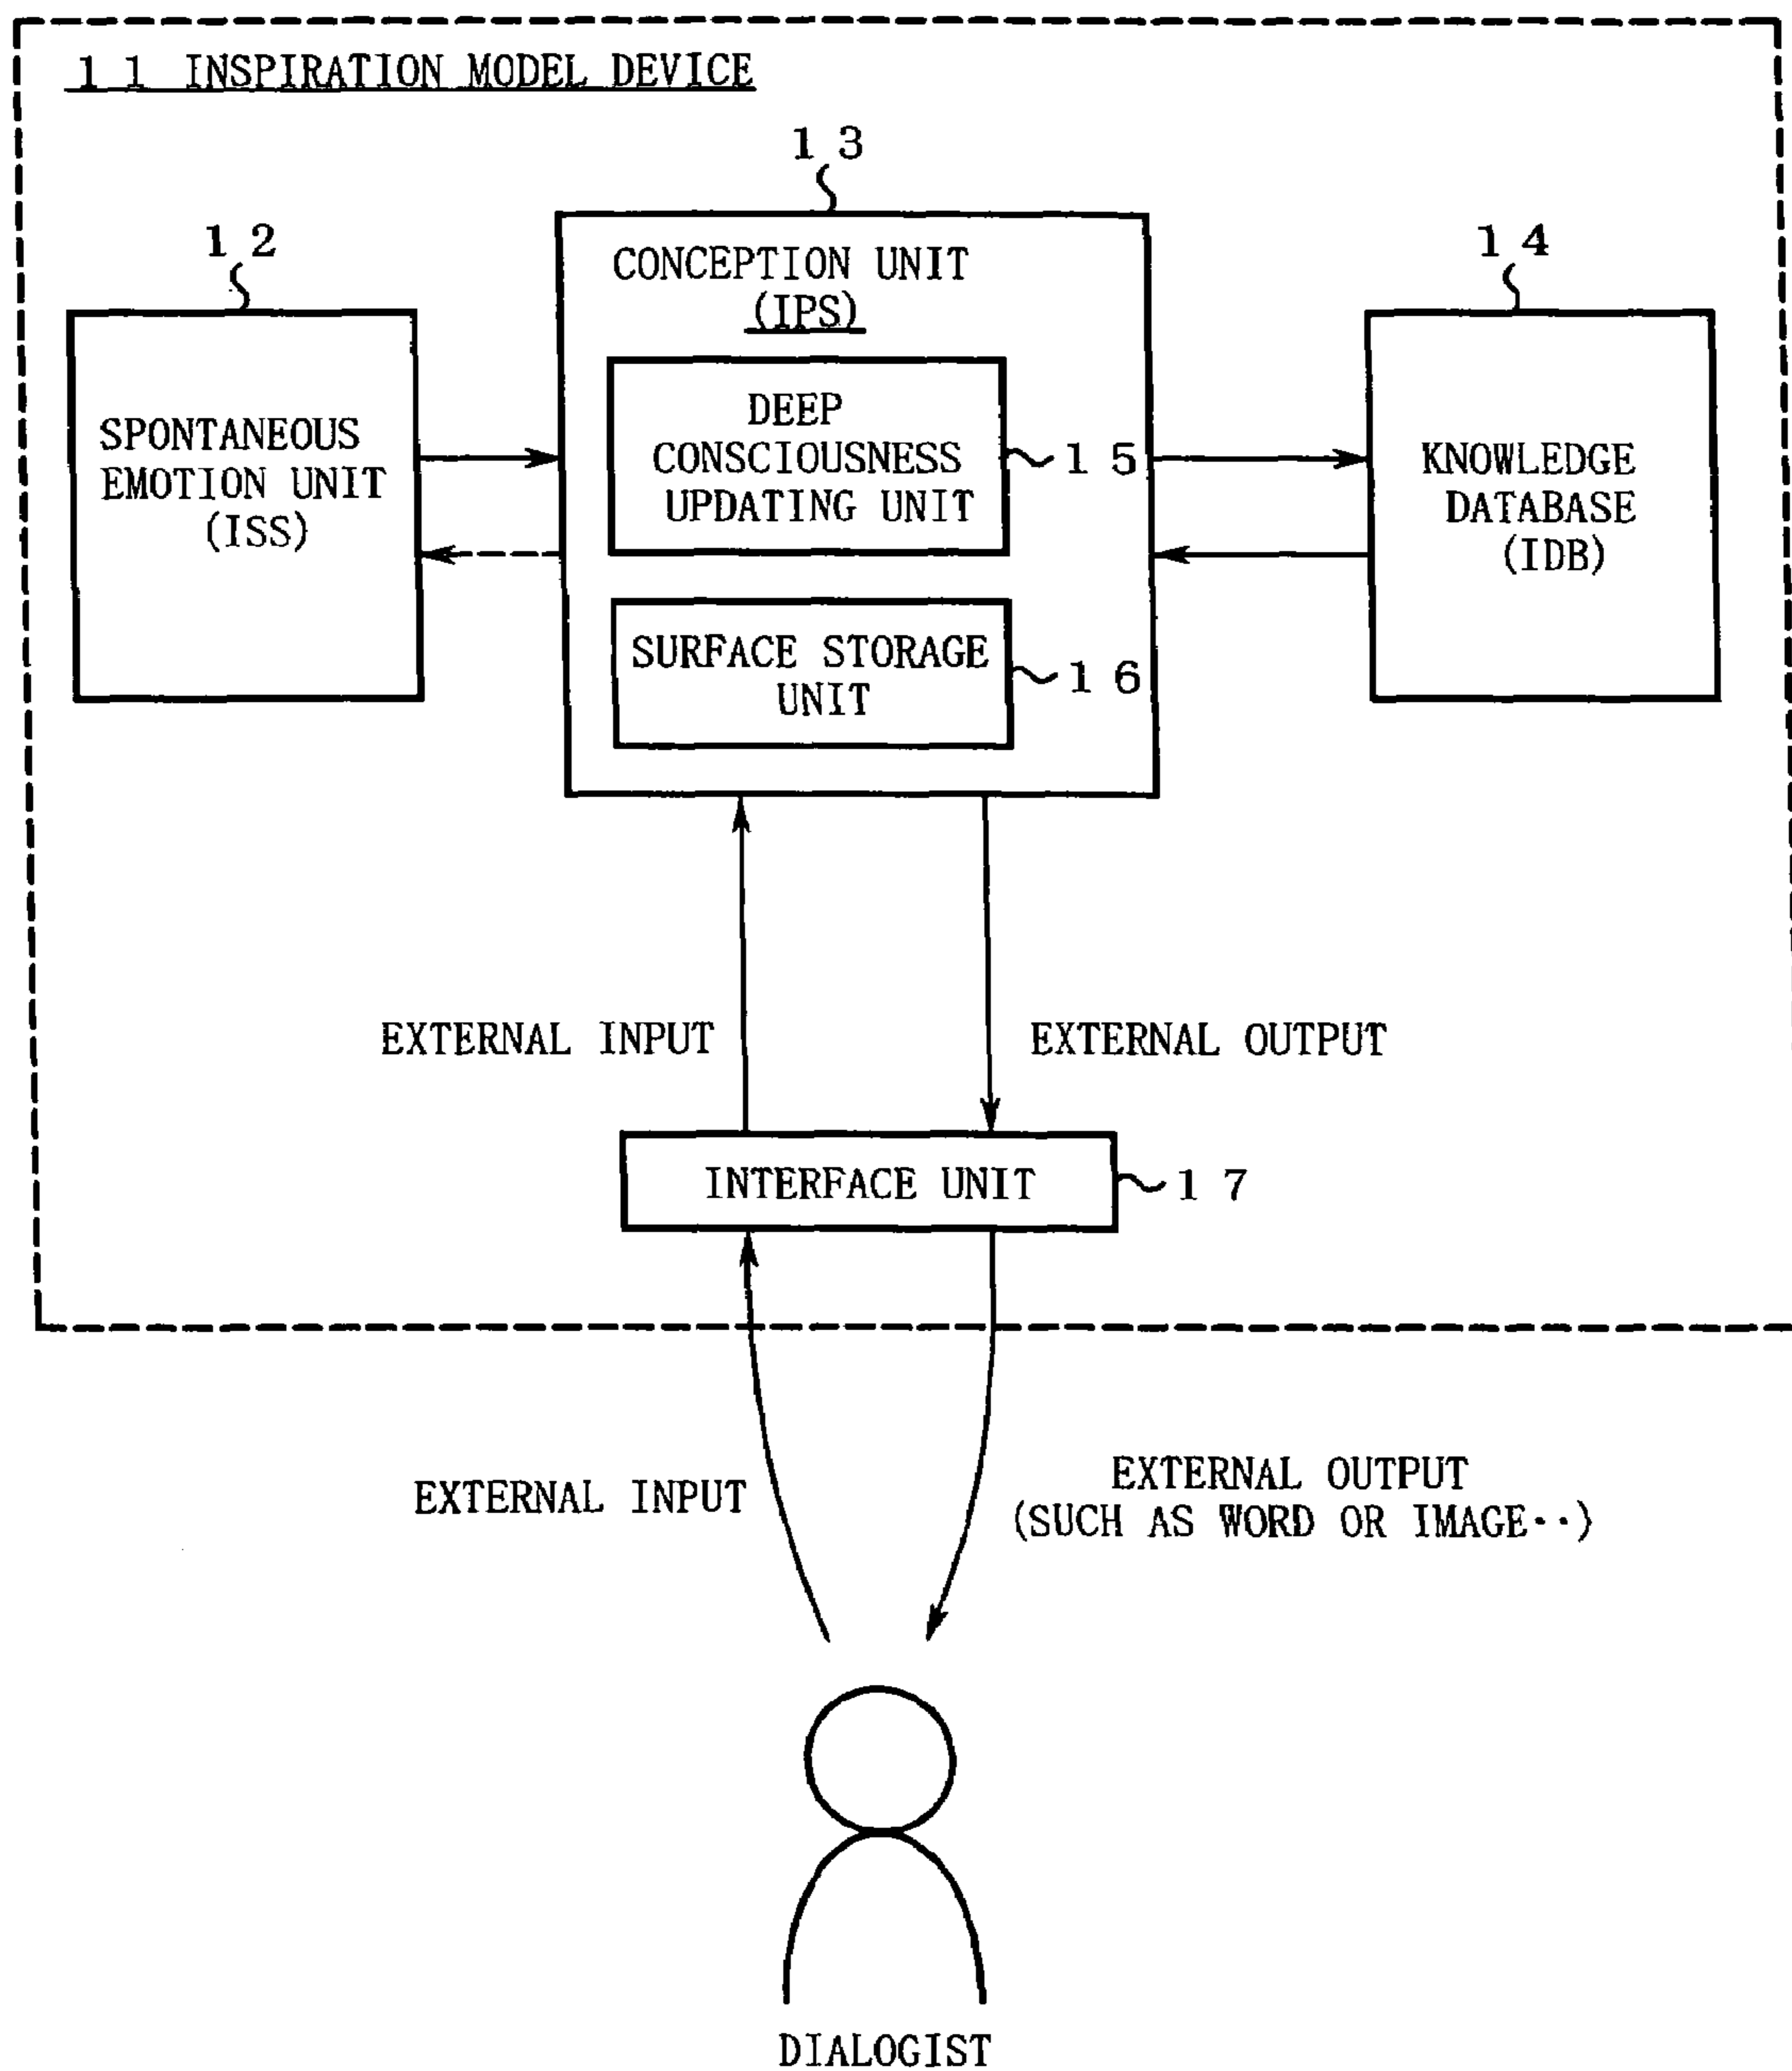 11 INSPIRATION MODEL DEVICE
13
12
14
CONCEPTION UNIT
(IPS)
SPONTANEOUS
EMOTION UNIT
(ISS)
DEEP
CONSCIOUSNESS
UPDATING UNIT
15
KNOWLEDGE
DATABASE
(IDB)
SURFACE STORAGE
UNIT
16
EXTERNAL INPUT
EXTERNAL OUTPUT
INTERFACE UNIT
17
EXTERNAL INPUT
EXTERNAL OUTPUT
(SUCH AS WORD OR IMAGE··)
DIALOGIST